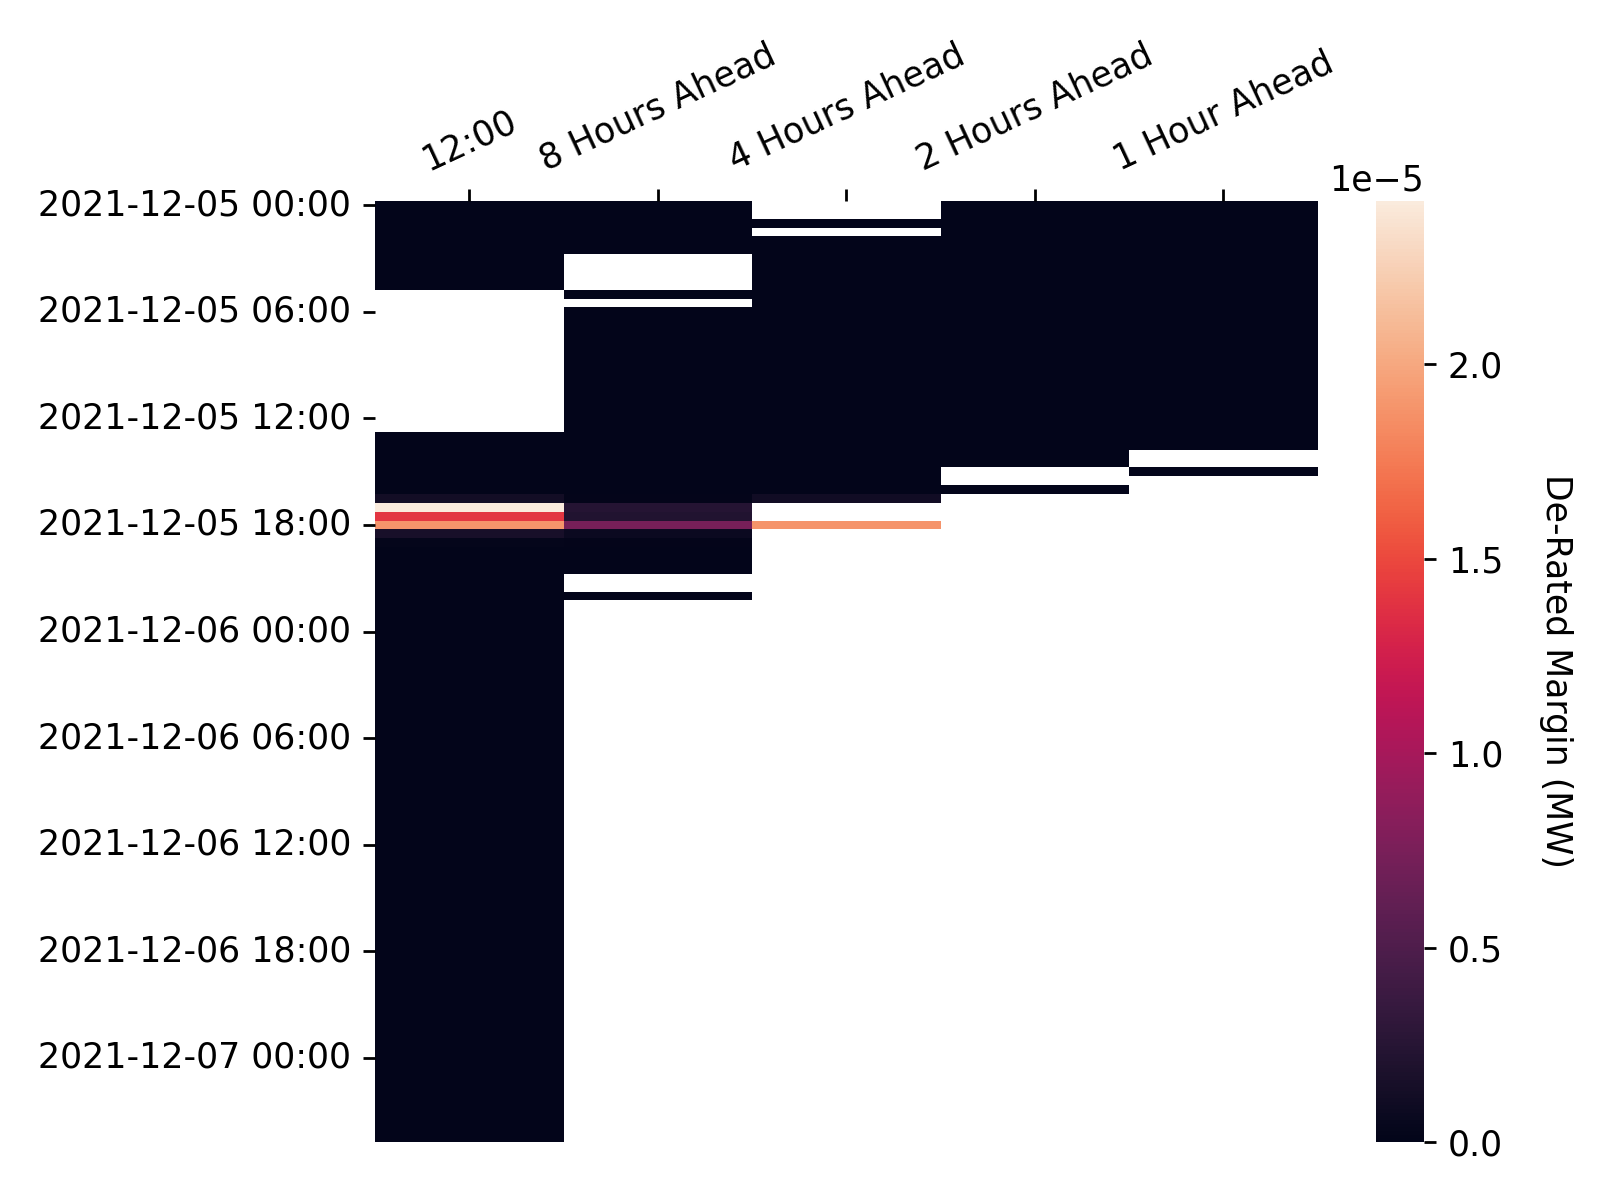 12:00
8 Hours Ahead
4 Hours Ahead
2 Hours Ahead
1 Hour Ahead
1e−5
2021-12-05 00:00
2021-12-05 06:00
2021-12-05 12:00
2021-12-05 18:00
2021-12-06 00:00
2021-12-06 06:00
2021-12-06 12:00
2021-12-06 18:00
2021-12-07 00:00
2.0
1.5
1.0
0.5
0.0
De-Rated Margin (MW)